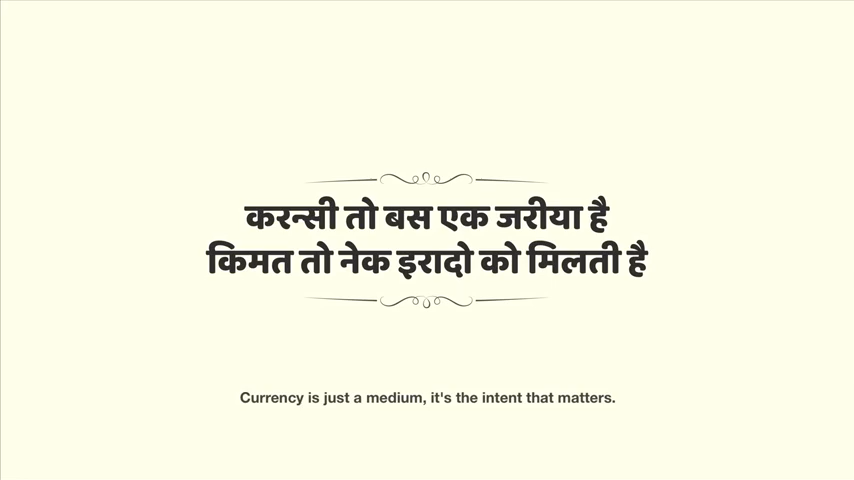 करन्सी तो बस एक जरीया है
किमत तो नेक इरादो को मिलती है
Currency is just a medium, it's the intent that matters.